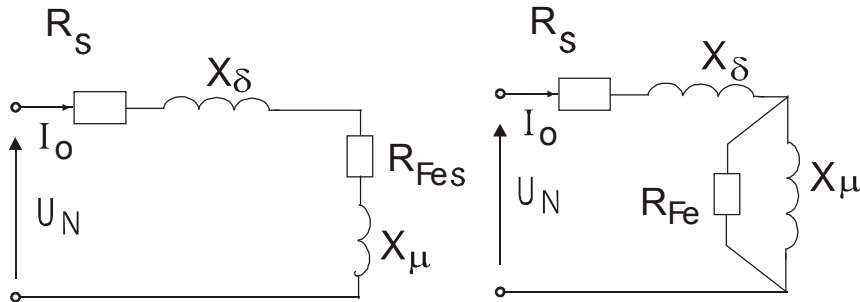 R_s
X_δ
I_o
R_Fes
U_N
X_μ
R_s
X_δ
I_o
U_N
R_Fe
X_μ